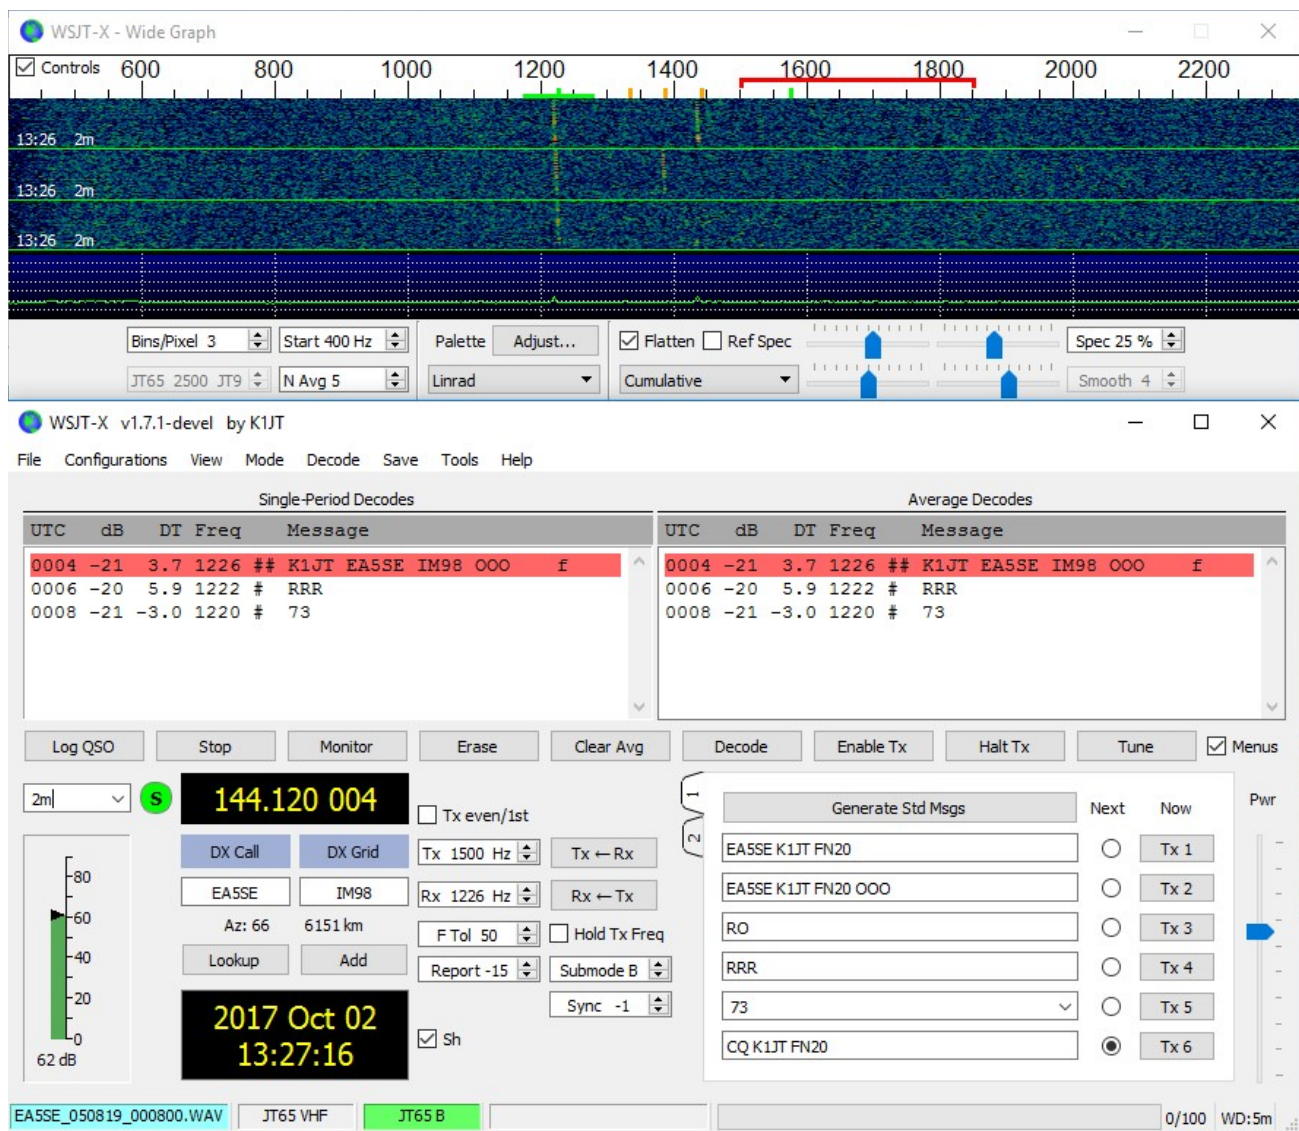 WSJT-X - Wide Graph
Controls 600 800 1000 1200 1400 1600 1800 2000 2200
13:26 2m
13:26 2m
13:26 2m
Bins/Pixel 3 Start 400 Hz Palette Adjust... Flatten Ref Spec Spec 25 %
JT65 2500 JT9 N Avg 5 Linrad Cumulative Smooth 4
WSJT-X v1.7.1-devel by K1JT
File Configurations View Mode Decode Save Tools Help
Single-Period Decodes Average Decodes
UTC dB DT Freq Message UTC dB DT Freq Message
0004 -21 3.7 1226 ## K1JT EA5SE IM98 OOO f 0004 -21 3.7 1226 ## K1JT EA5SE IM98 OOO f
0006 -20 5.9 1222 # RRR 0006 -20 5.9 1222 # RRR
0008 -21 -3.0 1220 # 73 0008 -21 -3.0 1220 # 73
Log QSO Stop Monitor Erase Clear Avg Decode Enable Tx Halt Tx Tune Menus
2m S 144.120 004 Tx even/1st 1 Generate Std Msgs Next Now Pwr
DX Call DX Grid Tx 1500 Hz Tx ← Rx 2 EA5SE K1JT FN20 Tx 1
80 EA5SE IM98 Rx 1226 Hz Rx ← Tx EA5SE K1JT FN20 OOO Tx 2
60 Az: 66 6151 km F Tol 50 Hold Tx Freq RO Tx 3
40 Lookup Add Report -15 Submode B RRR Tx 4
20 2017 Oct 02 Sync -1 73 Tx 5
0 13:27:16 Sh CQ K1JT FN20 Tx 6
62 dB
EA5SE_050819_000800.WAV JT65 VHF JT65 B 0/100 WD:5m